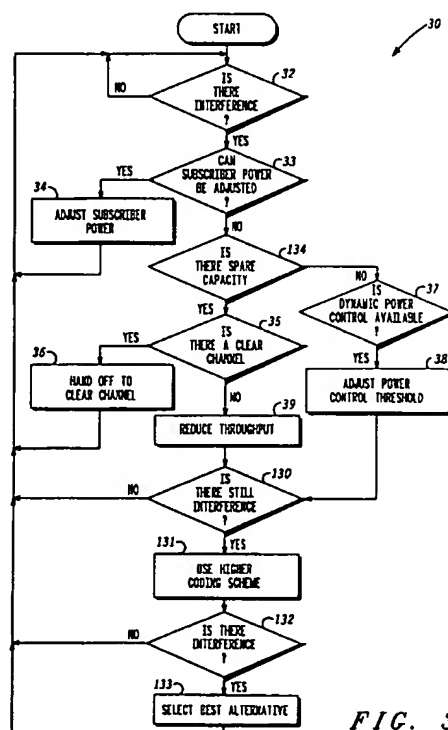 START
30
IS
THERE
INTERFERENCE
?
32
NO
YES
CAN
SUBSCRIBER POWER
BE ADJUSTED
?
33
YES
34
ADJUST SUBSCRIBER
POWER
NO
IS
THERE SPARE
CAPACITY
?
134
NO
IS
DYNAMIC POWER
CONTROL AVAILABLE
?
37
YES
IS
THERE A CLEAR
CHANNEL
?
35
YES
36
HAND OFF TO
CLEAR CHANNEL
YES
38
ADJUST POWER
CONTROL THRESHOLD
NO
39
REDUCE THROUGHPUT
IS
THERE STILL
INTERFERENCE
?
130
NO
YES
131
USE HIGHER
CODING SCHEME
IS THERE
INTERFERENCE
?
132
NO
YES
133
SELECT BEST ALTERNATIVE
FIG.